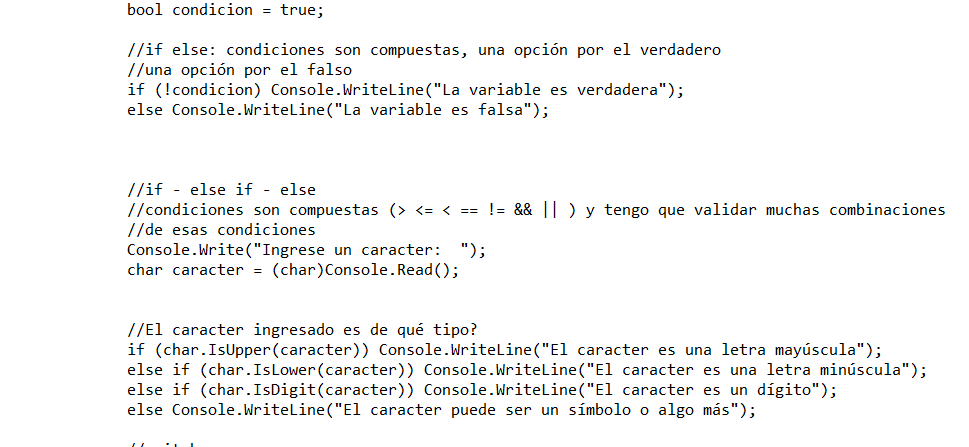 bool condicion = true;
//if else: condiciones son compuestas, una opción por el verdadero
//una opción por el falso
if (!condicion) Console.WriteLine("La variable es verdadera");
else Console.WriteLine("La variable es falsa");
//if - else if - else
//condiciones son compuestas (> <= < == != && || ) y tengo que validar muchas combinaciones
//de esas condiciones
Console.Write("Ingrese un caracter:  ");
char caracter = (char)Console.Read();
//El caracter ingresado es de qué tipo?
if (char.IsUpper(caracter)) Console.WriteLine("El caracter es una letra mayúscula");
else if (char.IsLower(caracter)) Console.WriteLine("El caracter es una letra minúscula");
else if (char.IsDigit(caracter)) Console.WriteLine("El caracter es un dígito");
else Console.WriteLine("El caracter puede ser un símbolo o algo más");